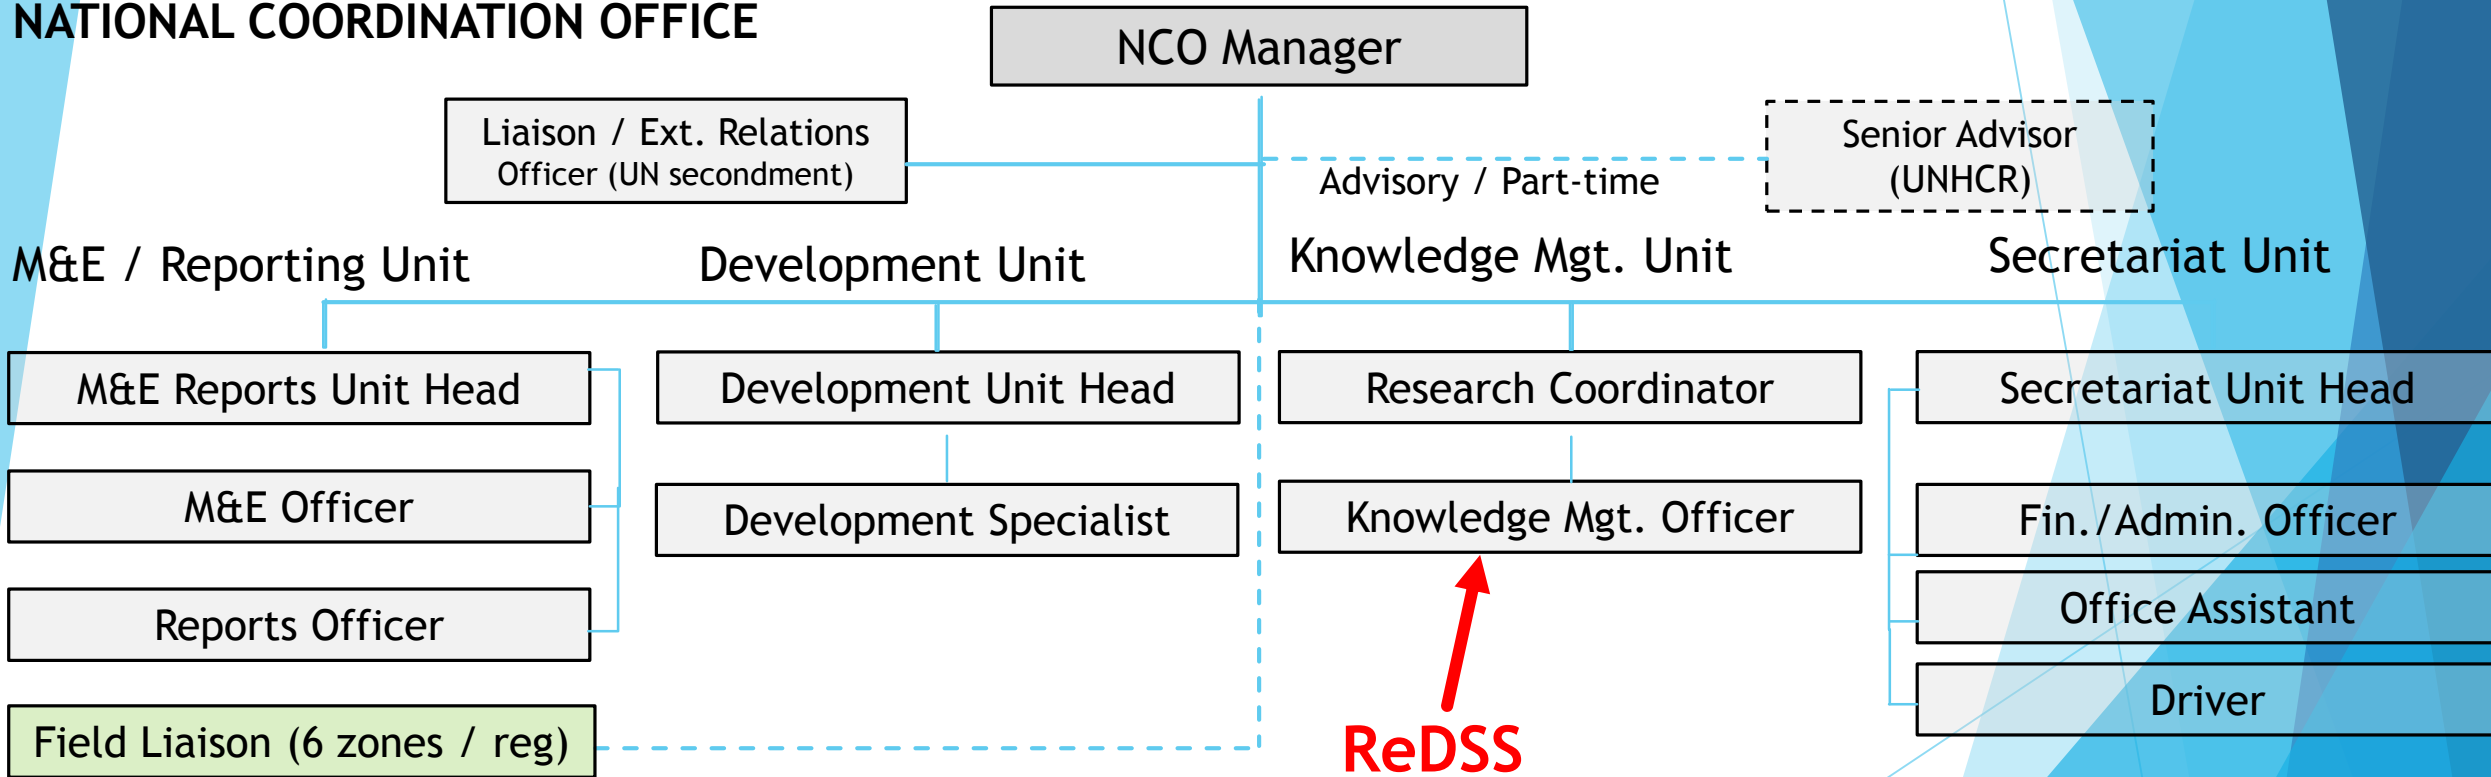 NATIONAL COORDINATION OFFICE
NCO Manager
Liaison / Ext. Relations
Officer (UN secondment)
Senior Advisor
(UNHCR)
Advisory / Part-time
M&E / Reporting Unit
Development Unit
Knowledge Mgt. Unit
Secretariat Unit
M&E Reports Unit Head
Development Unit Head
Research Coordinator
Secretariat Unit Head
M&E Officer
Development Specialist
Knowledge Mgt. Officer
Fin./Admin. Officer
Reports Officer
Office Assistant
Driver
Field Liaison (6 zones / reg)
ReDSS